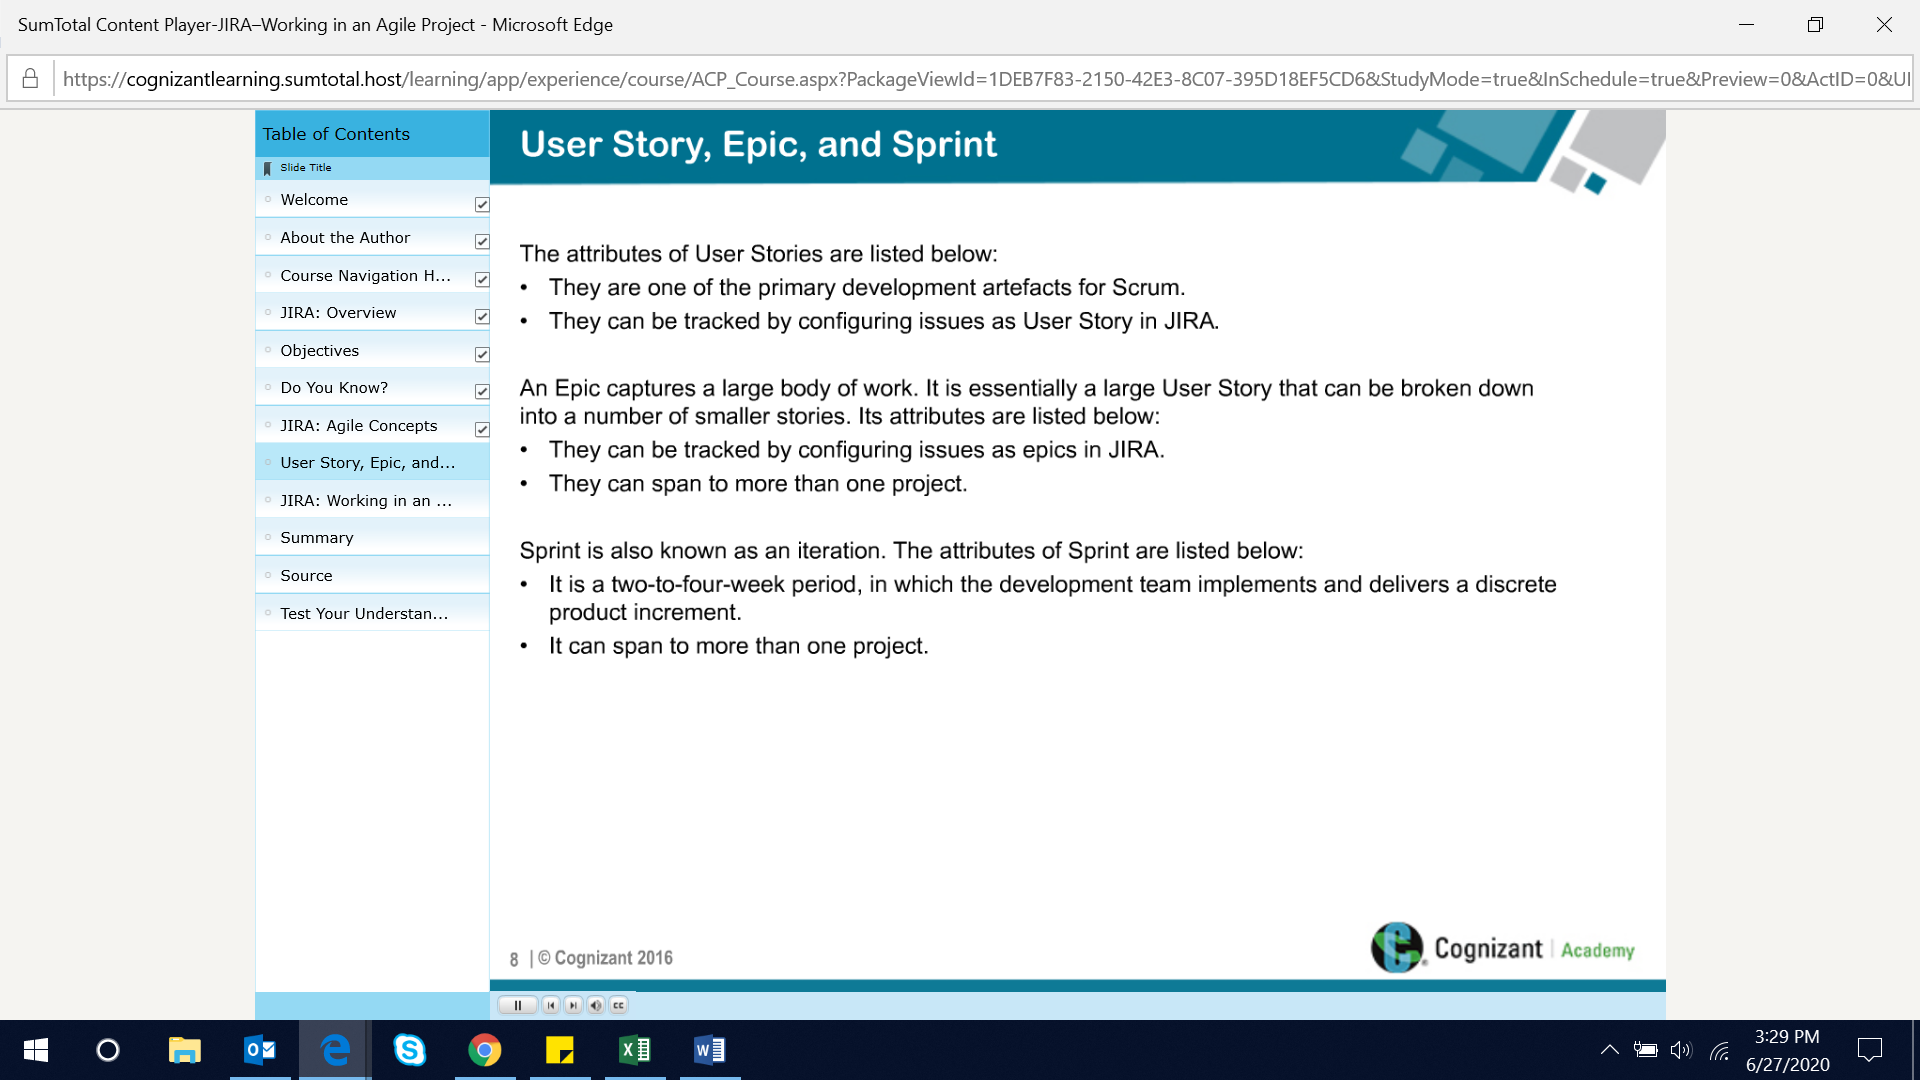 SumTotal Content Player-JIRA–Working in an Agile Project - Microsoft Edge
https://cognizantlearning.sumtotal.host/learning/app/experience/course/ACP_Course.aspx?PackageViewId=1DEB7F83-2150-42E3-8C07-395D18EF5CD6&StudyMode=true&InSchedule=true&Preview=0&ActID=0&UI
Table of Contents
Slide Title
Welcome
About the Author
Course Navigation H...
JIRA: Overview
Objectives
Do You Know?
JIRA: Agile Concepts
User Story, Epic, and...
JIRA: Working in an ...
Summary
Source
Test Your Understan...
User Story, Epic, and Sprint
The attributes of User Stories are listed below:
• They are one of the primary development artefacts for Scrum.
• They can be tracked by configuring issues as User Story in JIRA.
An Epic captures a large body of work. It is essentially a large User Story that can be broken down
into a number of smaller stories. Its attributes are listed below:
• They can be tracked by configuring issues as epics in JIRA.
• They can span to more than one project.
Sprint is also known as an iteration. The attributes of Sprint are listed below:
• It is a two-to-four-week period, in which the development team implements and delivers a discrete
product increment.
• It can span to more than one project.
8 | © Cognizant 2016
Cognizant | Academy
CC
3:29 PM
6/27/2020